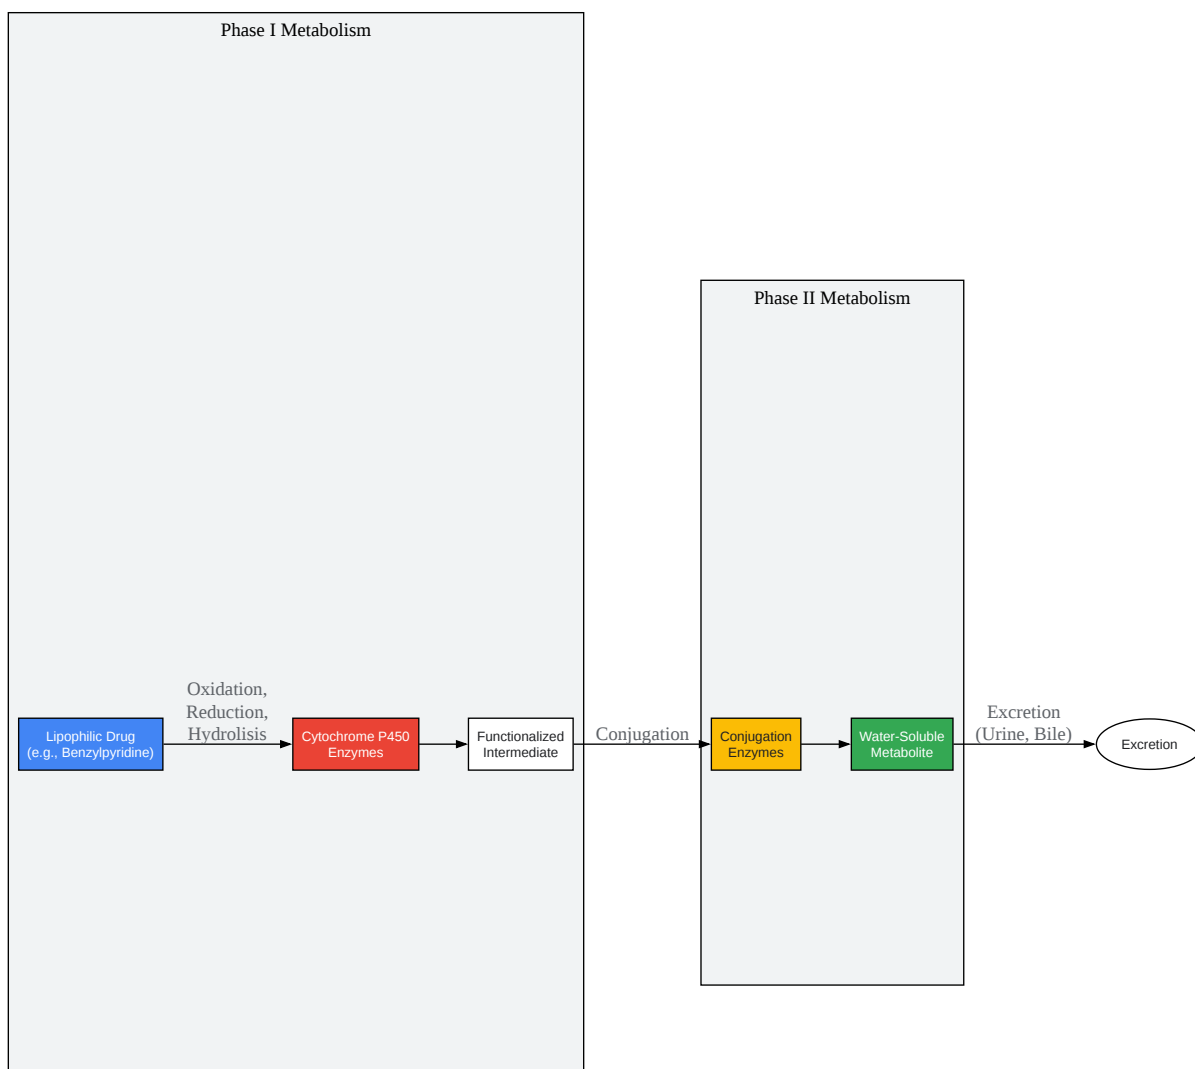 Phase I Metabolism
Phase II Metabolism
Oxidation,
Reduction,
Hydrolisis
Lipophilic Drug
(e.g., Benzylpyridine)
Cytochrome P450
Enzymes
Functionalized
Intermediate
Conjugation
Conjugation
Enzymes
Water-Soluble
Metabolite
Excretion
(Urine, Bile)
Excretion